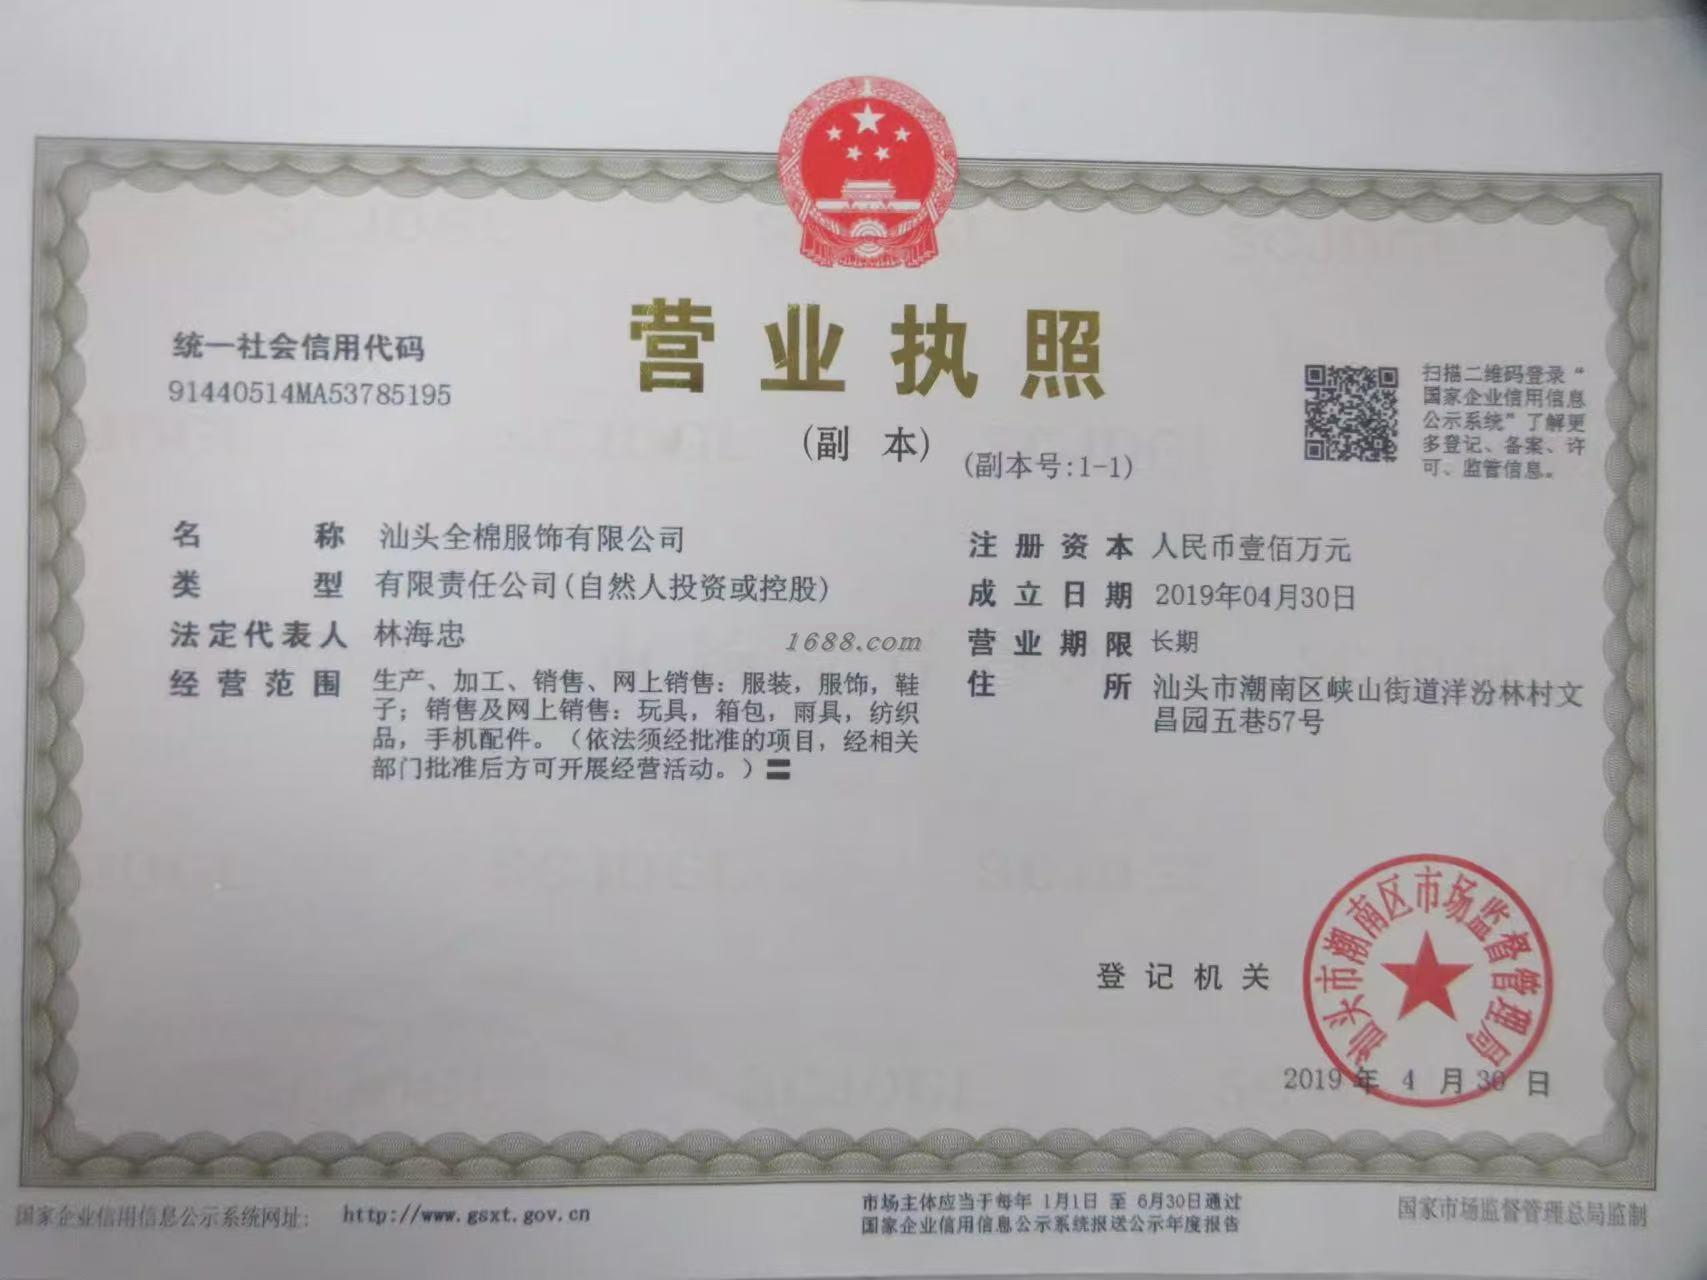 营业执照
统一社会信用代码
91440514MA53785195
(副 本)
(副本号:1-1)
扫描二维码登录“
国家企业信用信息
公示系统”了解更
多登记、备案、许
可、监管信息。
名 称 汕头全棉服饰有限公司
类 型 有限责任公司(自然人投资或控股)
法定代表人 林海忠
经营范围 生产、加工、销售、网上销售：服装，服饰，鞋
子；销售及网上销售：玩具，箱包，雨具，纺织
品，手机配件。（依法须经批准的项目，经相关
部门批准后方可开展经营活动。）
1688.com
注册资本 人民币壹佰万元
成立日期 2019年04月30日
营业期限 长期
住 所 汕头市潮南区峡山街道洋汾林村文
昌园五巷57号
登记机关
汕头市潮南区市场监督管理局
2019 年 4 月 30 日
国家企业信用信息公示系统网址: http://www.gsxt.gov.cn
市场主体应当于每年 1月1日 至 6月30日通过
国家企业信用信息公示系统报送公示年度报告
国家市场监督管理总局监制